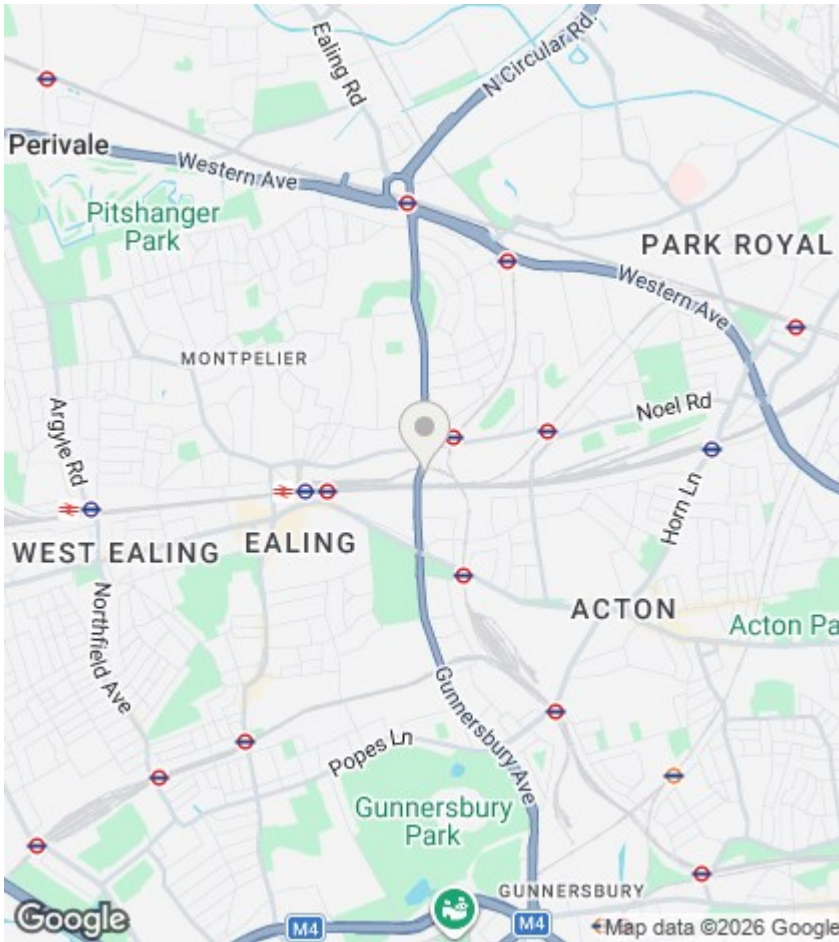 Ealing Rd
N Circular Rd.
Perivale
Western Ave
Pitshanger
Park
PARK ROYAL
Western Ave
MONTPELIER
Argyle Rd
Noel Rd
Horn Ln
WEST EALING
EALING
ACTON
Northfield Ave
Acton Pa
Gunnersbury Ave
Popes Ln
Gunnersbury
Park
GUNNERSBURY
Google
M4
M4
Map data ©2026 Google